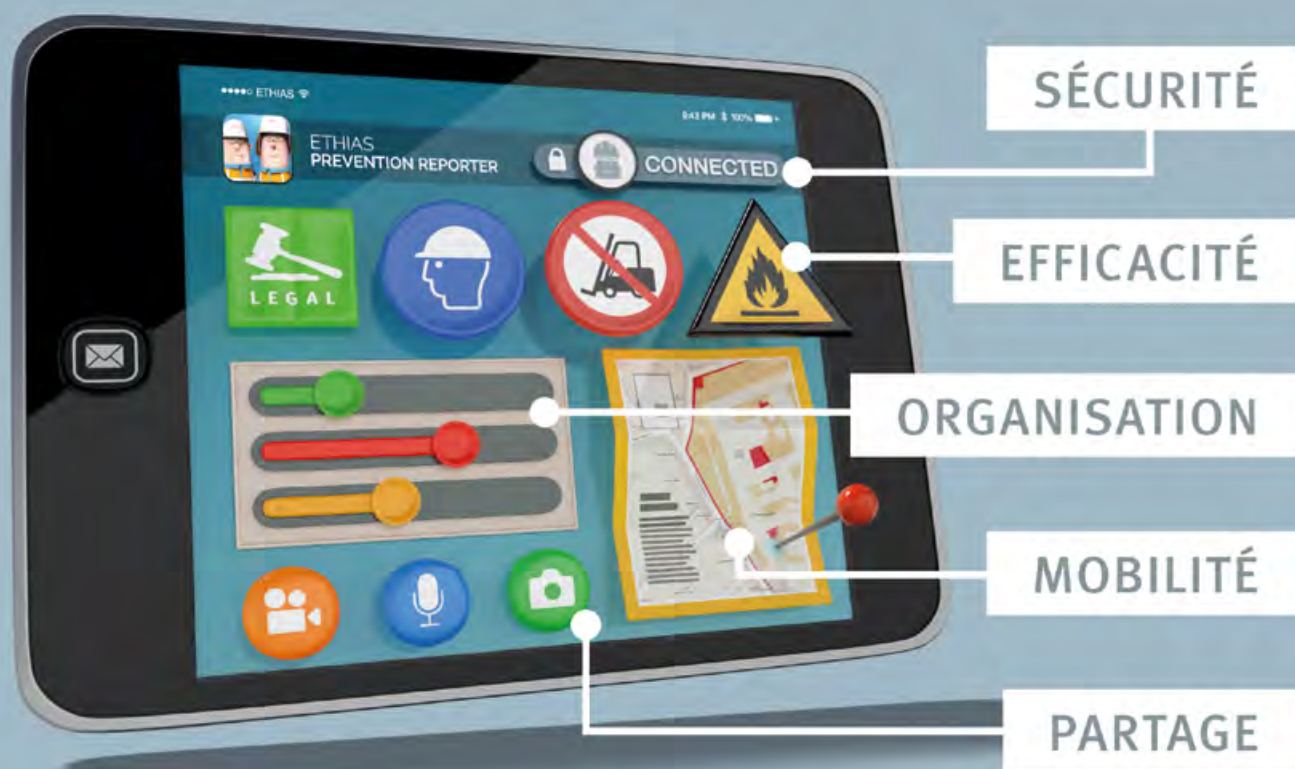 ETHIAS
9:43 PM 100%
ETHIAS
PREVENTION REPORTER
CONNECTED
SÉCURITÉ
LEGAL
EFFICACITÉ
ORGANISATION
MOBILITÉ
PARTAGE